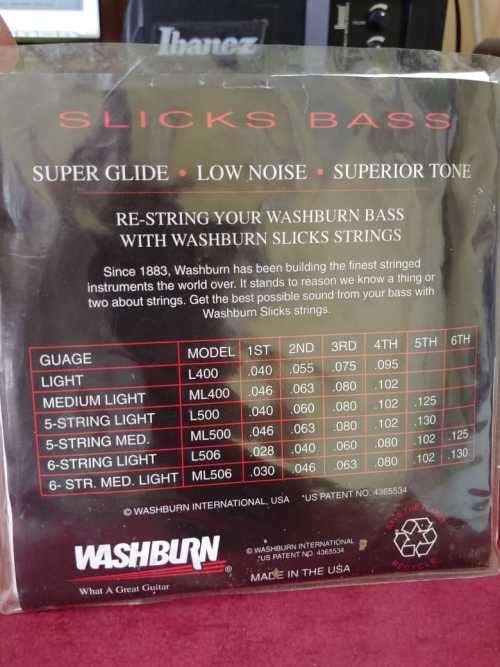 Ibanez
SLICKS BASS
SUPER GLIDE • LOW NOISE • SUPERIOR TONE
RE-STRING YOUR WASHBURN BASS
WITH WASHBURN SLICKS STRINGS
Since 1883, Washburn has been building the finest stringed
instruments the world over. It stands to reason we know a thing or
two about strings. Get the best possible sound from your bass with
Washburn Slicks strings.
GUAGE MODEL 1ST 2ND 3RD 4TH 5TH 6TH
LIGHT L400 .040 .055 .075 .095
MEDIUM LIGHT ML400 .046 .063 .080 .102
5-STRING LIGHT L500 .040 .060 .080 .102 .125
5-STRING MED. ML500 .046 .063 .080 .102 .130
6-STRING LIGHT L506 .028 .040 .060 .080 .102 .125
6- STR. MED. LIGHT ML506 .030 .046 .063 .080 .102 .130
© WASHBURN INTERNATIONAL, USA *US PATENT NO. 4365534
WASHBURN®
What A Great Guitar
© WASHBURN INTERNATIONAL
*US PATENT NO. 4365534
MADE IN THE USA